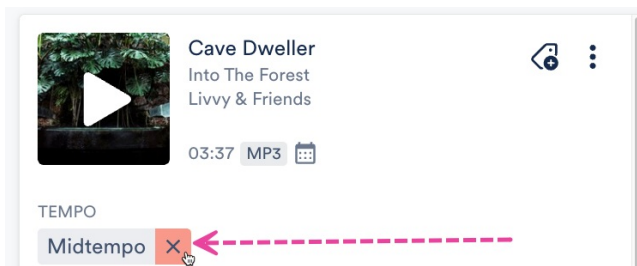 Cave Dweller
Into The Forest
Livvy & Friends
03:37 MP3
TEMPO
Midtempo